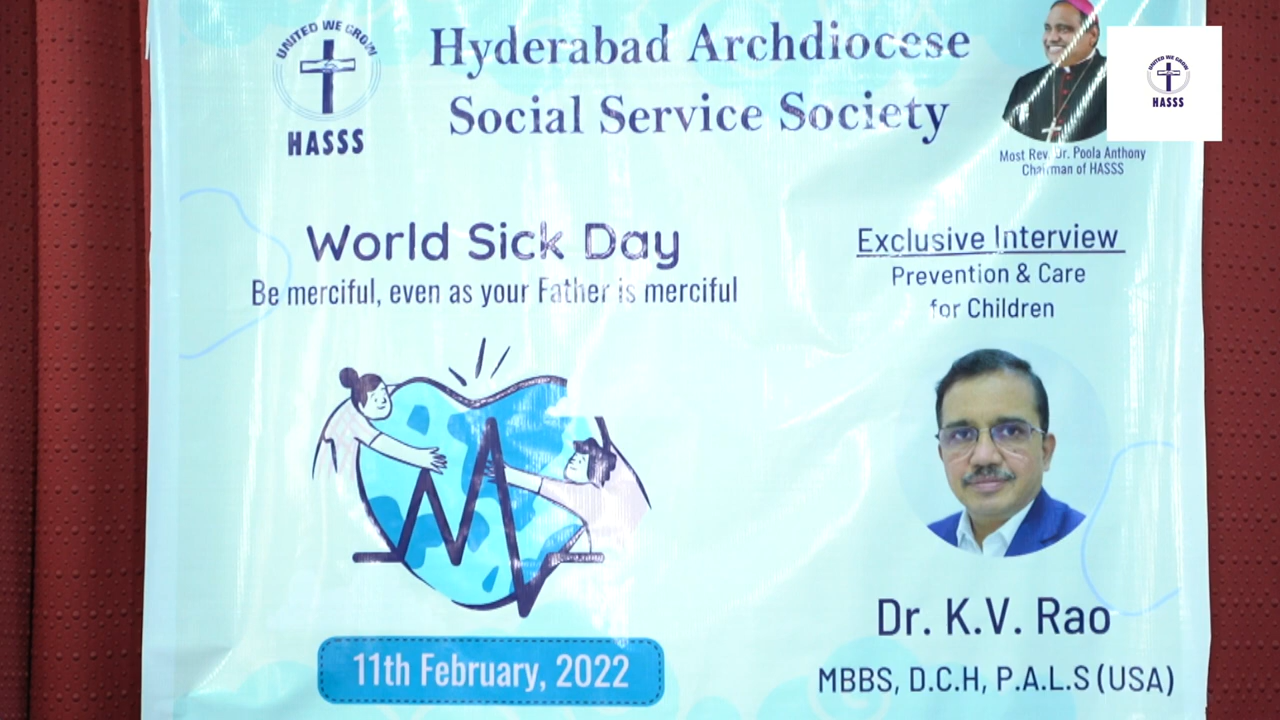 UNITED WE GROW
HASSS
Hyderabad Archdiocese
Social Service Society
Most Rev. Dr. Poola Anthony
Chairman of HASSS
UNITED WE GROW
HASSS
World Sick Day
Be merciful, even as your Father is merciful
Exclusive Interview
Prevention & Care
for Children
11th February, 2022
Dr. K.V. Rao
MBBS, D.C.H, P.A.L.S (USA)